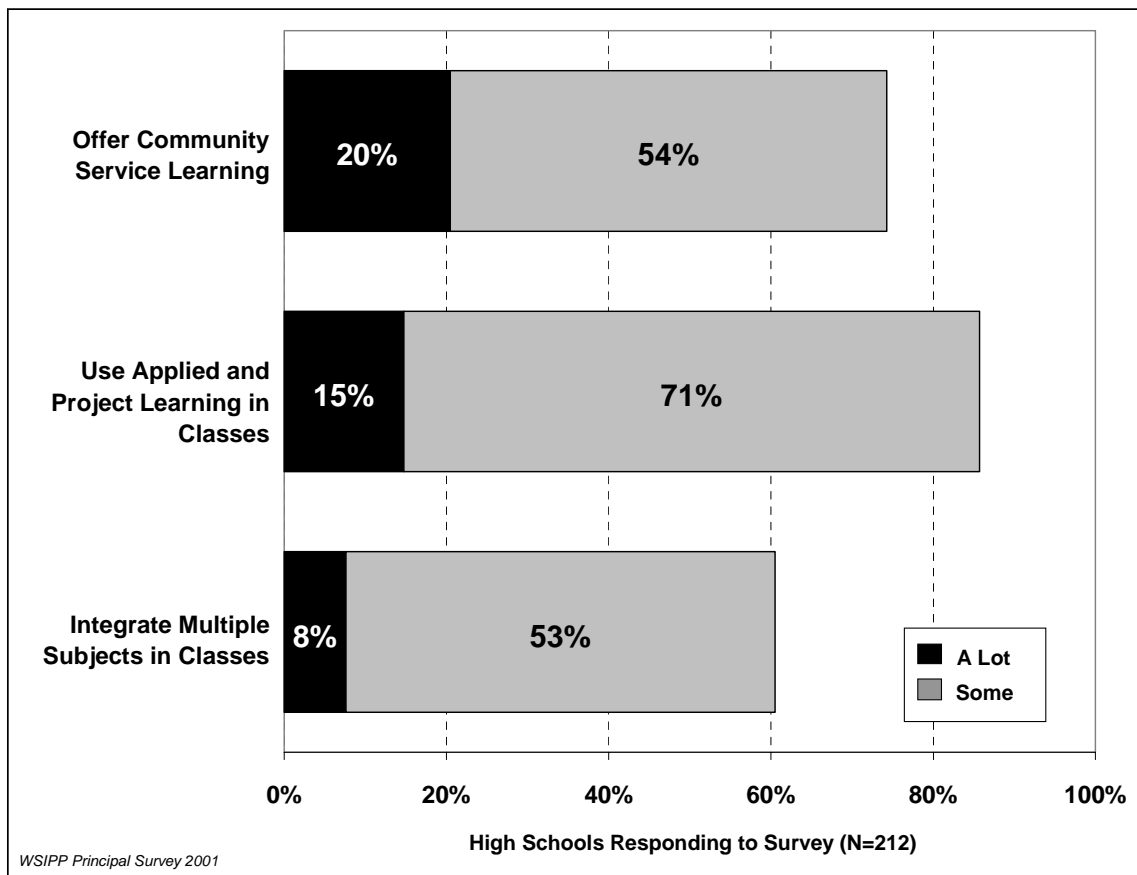 Offer Community
Service Learning
20%
54%
Use Applied and
Project Learning in
Classes
15%
71%
Integrate Multiple
Subjects in Classes
8%
53%
A Lot
Some
0%
20%
40%
60%
80%
100%
High Schools Responding to Survey (N=212)
WSIPP Principal Survey 2001